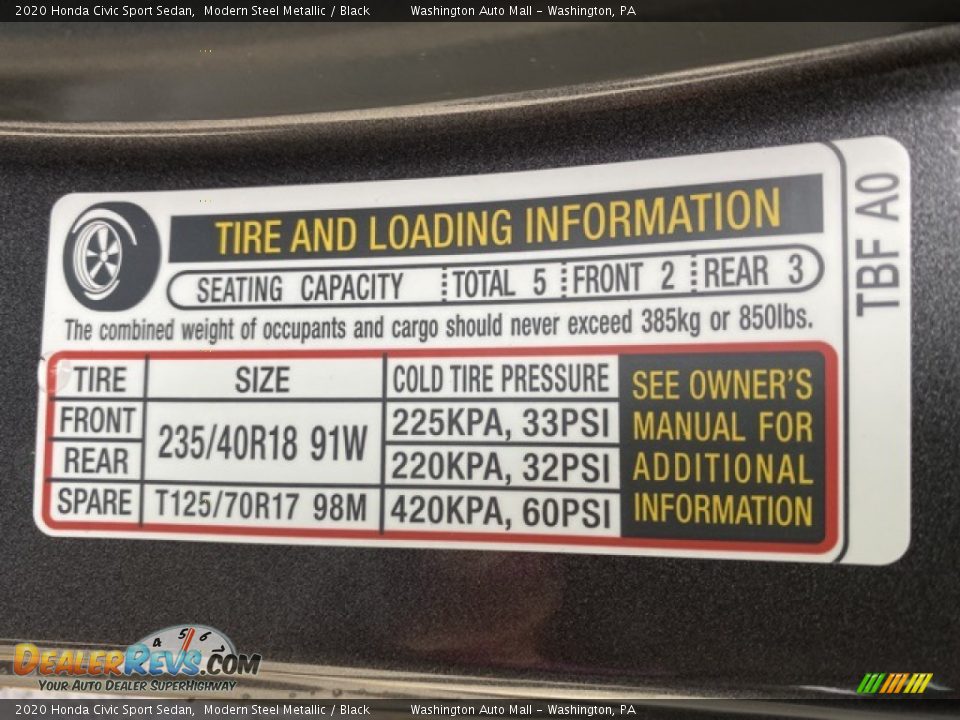 2020 Honda Civic Sport Sedan, Modern Steel Metallic / Black Washington Auto Mall - Washington, PA
TIRE AND LOADING INFORMATION
SEATING CAPACITY TOTAL 5 FRONT 2 REAR 3
The combined weight of occupants and cargo should never exceed 385kg or 850lbs.
TIRE SIZE COLD TIRE PRESSURE
FRONT 235/40R18 91W 225KPA, 33PSI
REAR 220KPA, 32PSI
SPARE T125/70R17 98M 420KPA, 60PSI
SEE OWNER'S
MANUAL FOR
ADDITIONAL
INFORMATION
TBF A0
4 5 6
DEALERREVS.COM
YOUR AUTO DEALER SUPERHIGHWAY
2020 Honda Civic Sport Sedan, Modern Steel Metallic / Black Washington Auto Mall - Washington, PA